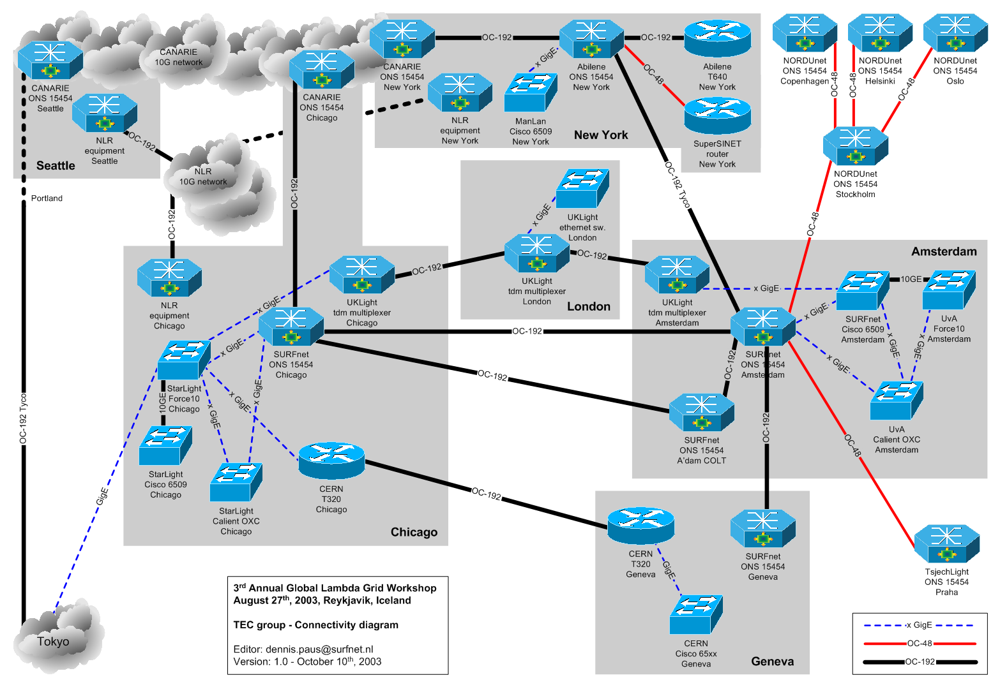 CANARIE
10G network
CANARIE
ONS 15454
Seattle
NLR
equipment
Seattle
OC-192
Seattle
Portland
NLR
10G network
OC-192
OC-192 Tyco
CANARIE
ONS 15454
Chicago
OC-192
CANARIE
ONS 15454
New York
OC-192
Abilene
ONS 15454
New York
OC-192
Abilene
T640
New York
x GigE
OC-48
NLR
equipment
New York
ManLan
Cisco 6509
New York
New York
SuperSINET
router
New York
OC-192 Tyco
NORDUnet
ONS 15454
Copenhagen
NORDUnet
ONS 15454
Helsinki
NORDUnet
ONS 15454
Oslo
OC-48
OC-48
OC-48
NORDUnet
ONS 15454
Stockholm
OC-48
UKLight
ethernet sw.
London
x GigE
UKLight
tdm multiplexer
London
London
OC-192
OC-192
NLR
equipment
Chicago
UKLight
tdm multiplexer
Chicago
x GigE
SURFnet
ONS 15454
Chicago
x GigE
StarLight
Force10
Chicago
10GE
x GigE
x GigE
x GigE
StarLight
Cisco 6509
Chicago
StarLight
Calient OXC
Chicago
CERN
T320
Chicago
Chicago
OC-192
OC-192
OC-192
GigE
Tokyo
Amsterdam
UKLight
tdm multiplexer
Amsterdam
x GigE
SURFnet
Cisco 6509
Amsterdam
10GE
UvA
Force10
Amsterdam
x GigE
x GigE
x GigE
x GigE
SURFnet
ONS 15454
Amsterdam
OC-192
SURFnet
ONS 15454
A'dam COLT
UvA
Calient OXC
Amsterdam
OC-192
OC-48
CERN
T320
Geneva
GigE
CERN
Cisco 65xx
Geneva
SURFnet
ONS 15454
Geneva
Geneva
TsjechLight
ONS 15454
Praha
3rd Annual Global Lambda Grid Workshop
August 27th, 2003, Reykjavik, Iceland
TEC group - Connectivity diagram
Editor: dennis.paus@surfnet.nl
Version: 1.0 - October 10th, 2003
x GigE
OC-48
OC-192